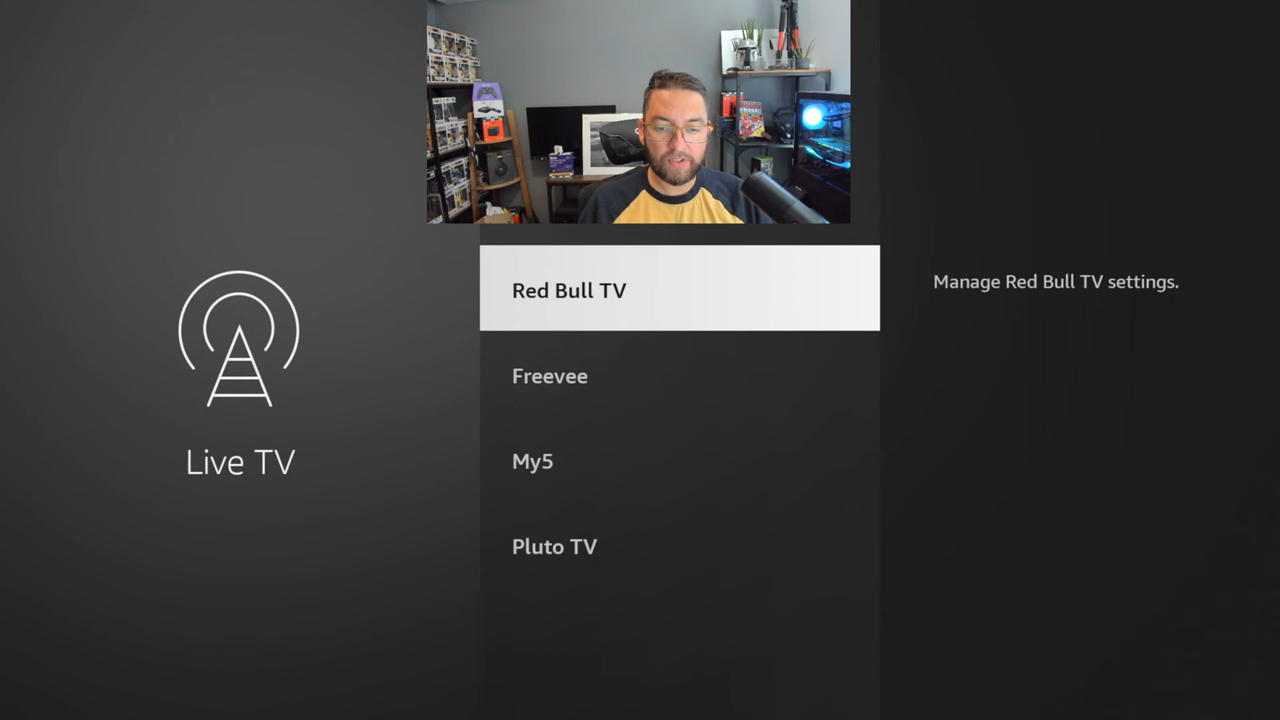 Red Bull TV
Manage Red Bull TV settings.
Freevee
My5
Pluto TV
Live TV